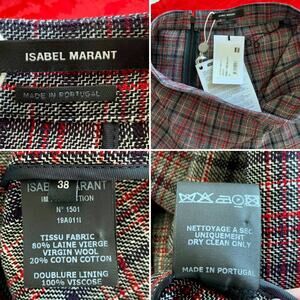 ISABEL MARANT
MADE IN PORTUGAL
ISABEL MARANT
38
N° 1501
19A011I
TISSU FABRIC
80% LAINE VIERGE
VIRGIN WOOL
20% COTON COTTON
DOUBLURE LINING
100% VISCOSE
NETTOYAGE A SEC
UNIQUEMENT
DRY CLEAN ONLY
MADE IN PORTUGAL